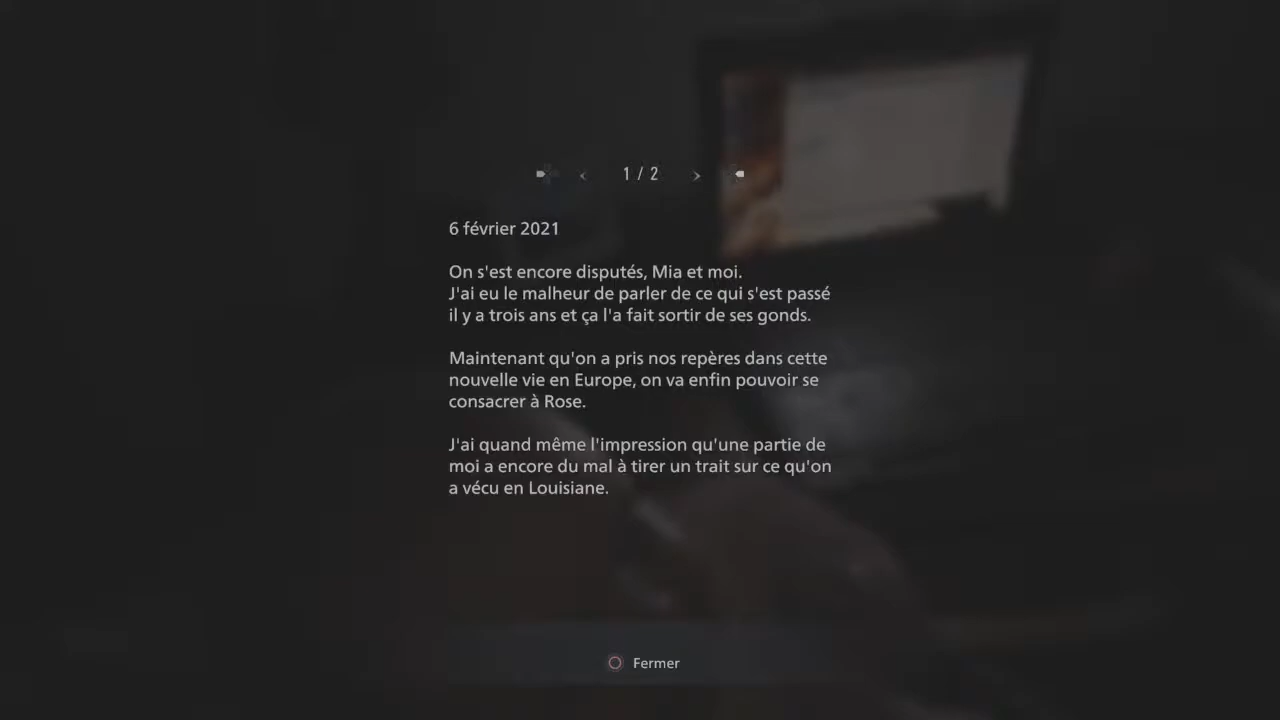 1 / 2
6 février 2021
On s'est encore disputés, Mia et moi.
J'ai eu le malheur de parler de ce qui s'est passé
il y a trois ans et ça l'a fait sortir de ses gonds.
Maintenant qu'on a pris nos repères dans cette
nouvelle vie en Europe, on va enfin pouvoir se
consacrer à Rose.
J'ai quand même l'impression qu'une partie de
moi a encore du mal à tirer un trait sur ce qu'on
a vécu en Louisiane.
Fermer